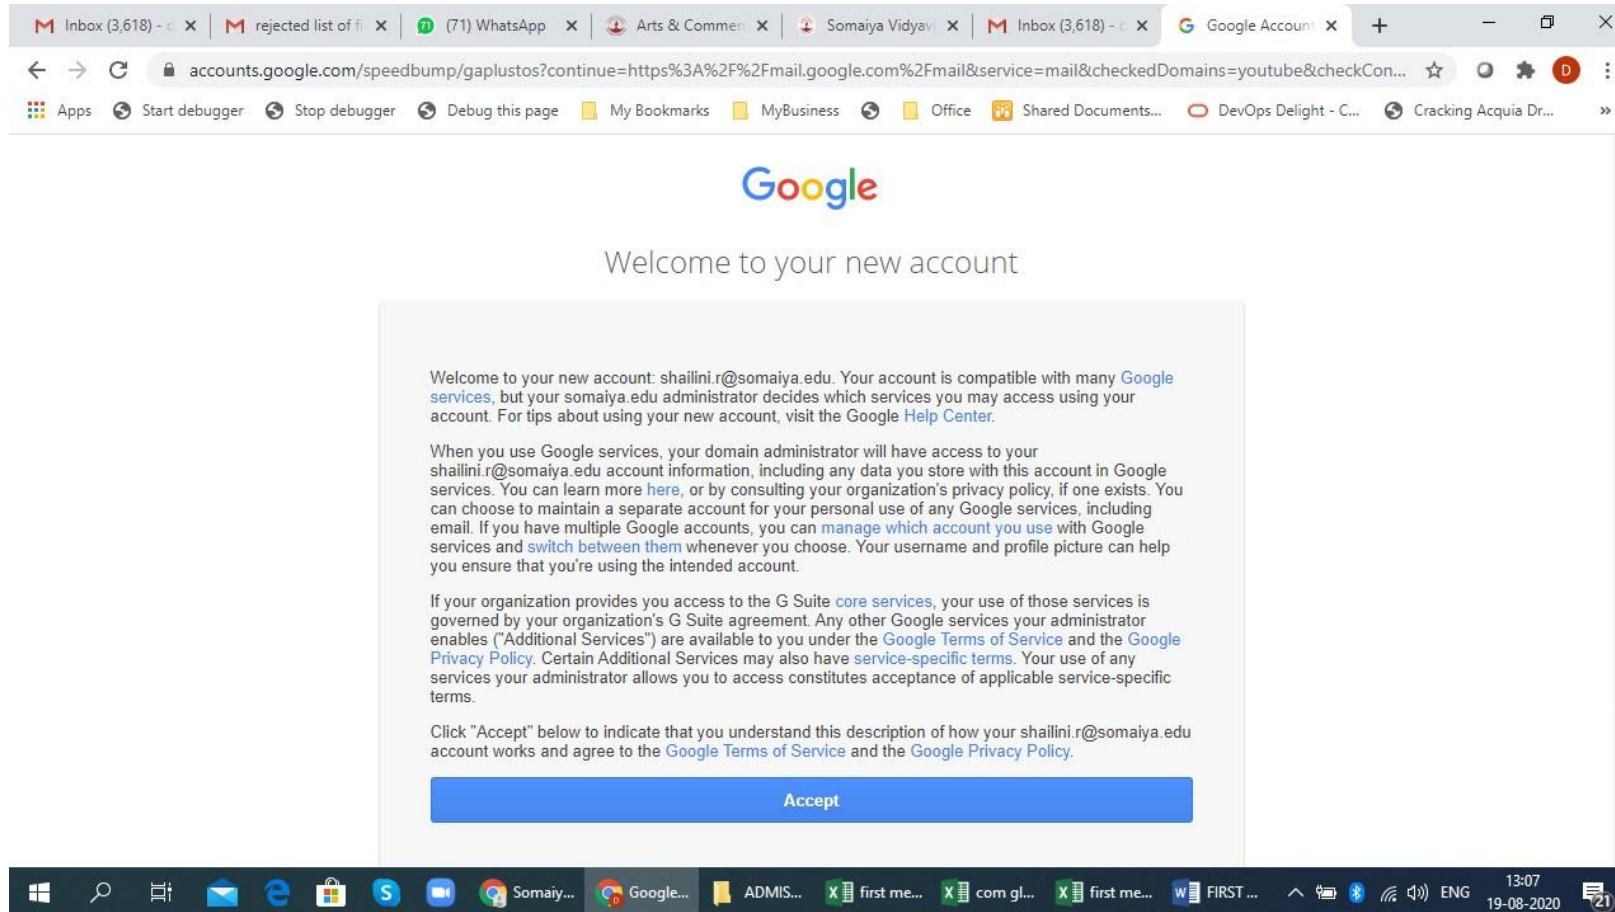 Inbox (3,618) - c
rejected list of fi
(71) WhatsApp
Arts & Commer
Somaiya Vidyav
Inbox (3,618) - c
Google Account
accounts.google.com/speedbump/gaplustos?continue=https%3A%2F%2Fmail.google.com%2Fmail&service=mail&checkedDomains=youtube&checkCon...
D
Apps
Start debugger
Stop debugger
Debug this page
My Bookmarks
MyBusiness
Office
Shared Documents...
DevOps Delight - C...
Cracking Acquia Dr...
»
Google
Welcome to your new account
Welcome to your new account: shailini.r@somaiya.edu. Your account is compatible with many Google
services, but your somaiya.edu administrator decides which services you may access using your
account. For tips about using your new account, visit the Google Help Center.
When you use Google services, your domain administrator will have access to your
shailini.r@somaiya.edu account information, including any data you store with this account in Google
services. You can learn more here, or by consulting your organization's privacy policy, if one exists. You
can choose to maintain a separate account for your personal use of any Google services, including
email. If you have multiple Google accounts, you can manage which account you use with Google
services and switch between them whenever you choose. Your username and profile picture can help
you ensure that you're using the intended account.
If your organization provides you access to the G Suite core services, your use of those services is
governed by your organization's G Suite agreement. Any other Google services your administrator
enables ("Additional Services") are available to you under the Google Terms of Service and the Google
Privacy Policy. Certain Additional Services may also have service-specific terms. Your use of any
services your administrator allows you to access constitutes acceptance of applicable service-specific
terms.
Click "Accept" below to indicate that you understand this description of how your shailini.r@somaiya.edu
account works and agree to the Google Terms of Service and the Google Privacy Policy.
Accept
Somaiy...
Google...
ADMIS...
first me...
com gl...
first me...
FIRST ...
ENG
13:07
19-08-2020
21